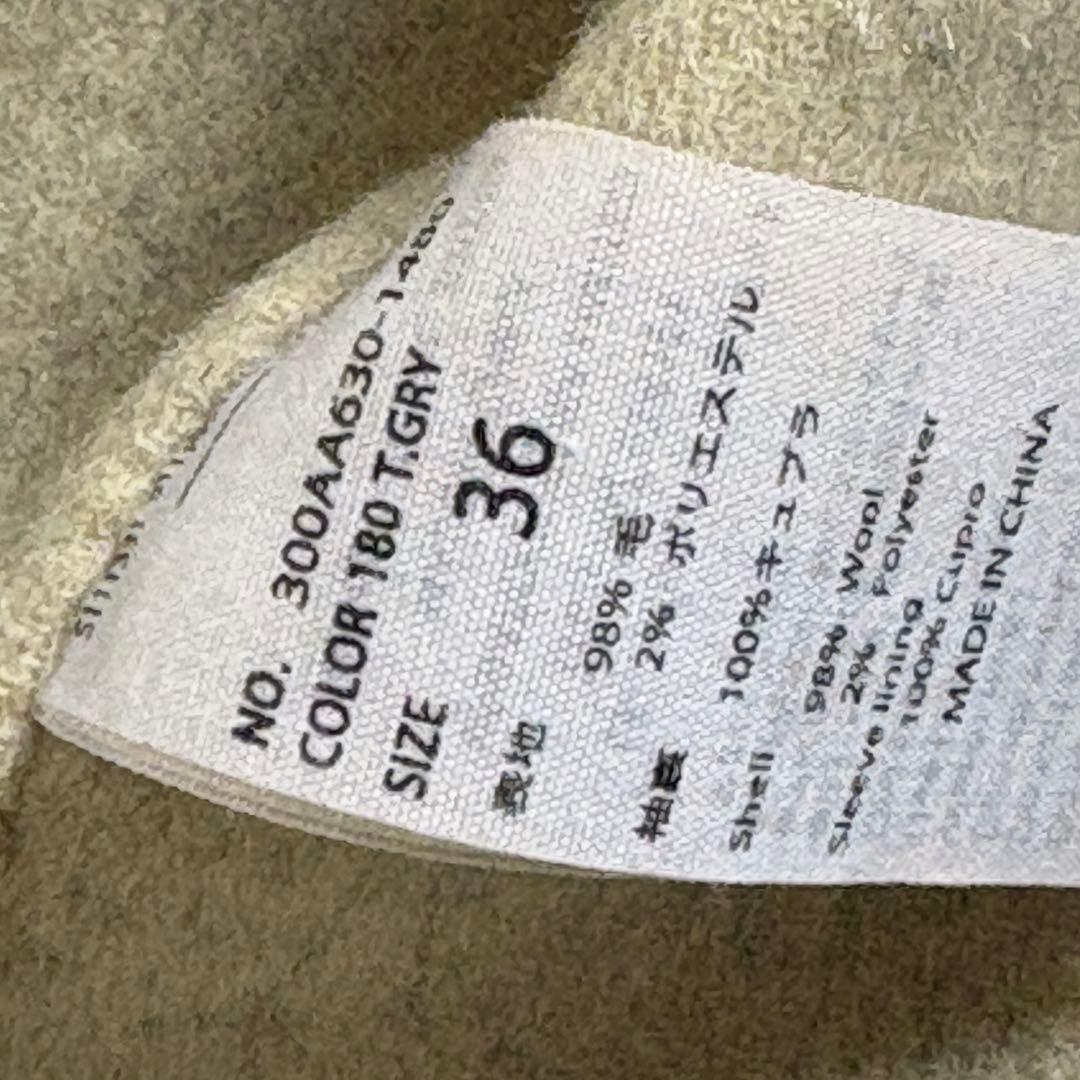 NO. 300AA630-1480
COLOR 180 T.GRY
SIZE 36
表地
98% 毛
2% ポリエステル
袖裏
100%キュプラ
Shell
98% Wool
2% Polyester
Sleeve lining
100% Cupro
MADE IN CHINA